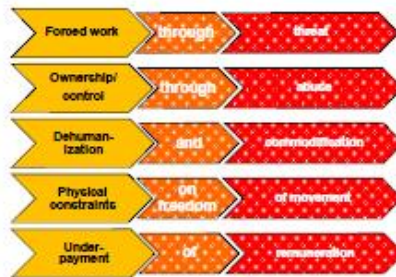 Forced work through threat
Ownership/
control through abuse
Dehuman-
ization and commodification
Physical
constraints on
freedom of movement
Under-
payment of remuneration